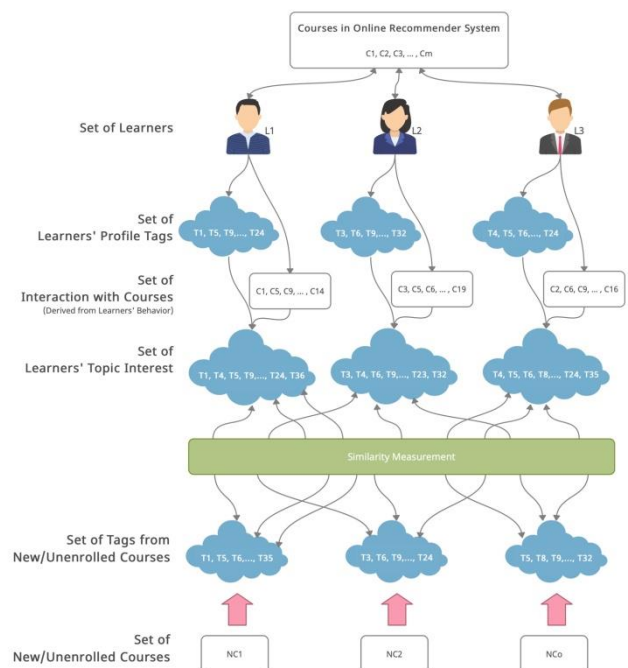 Courses in Online Recommender System
C1, C2, C3, ... , Cm
Set of Learners
L1
L2
L3
Set of
Learners' Profile Tags
T1, T5, T9,..., T24
T3, T6, T9,..., T32
T4, T5, T6,..., T24
Set of
Interaction with Courses
(Derived from Learners' Behavior)
C1, C5, C9, ... , C14
C3, C5, C6, ... , C19
C2, C6, C9, ... , C16
Set of
Learners' Topic Interest
T1, T4, T5, T9,..., T24, T36
T3, T4, T6, T9,..., T23, T32
T4, T5, T6, T8,..., T24, T35
Similarity Measurement
Set of Tags from
New/Unenrolled Courses
T1, T5, T6,..., T35
T3, T6, T9,..., T24
T5, T8, T9,..., T32
Set of
New/Unenrolled Courses
NC1
NC2
NCo